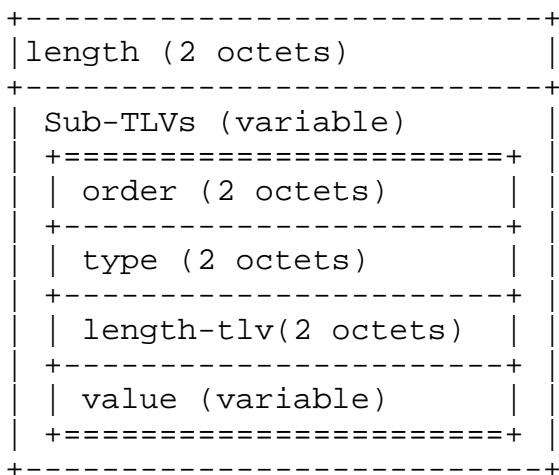 +----------------------------+
|length (2 octets)           |
+----------------------------+
| Sub-TLVs (variable)        |
| +=======================+  |
| | order (2 octets)      |  |
| +-----------------------+  |
| | type (2 octets)       |  |
| +-----------------------+  |
| | length-tlv(2 octets)  |  |
| +-----------------------+  |
| | value (variable)      |  |
| +=======================+  |
+----------------------------+